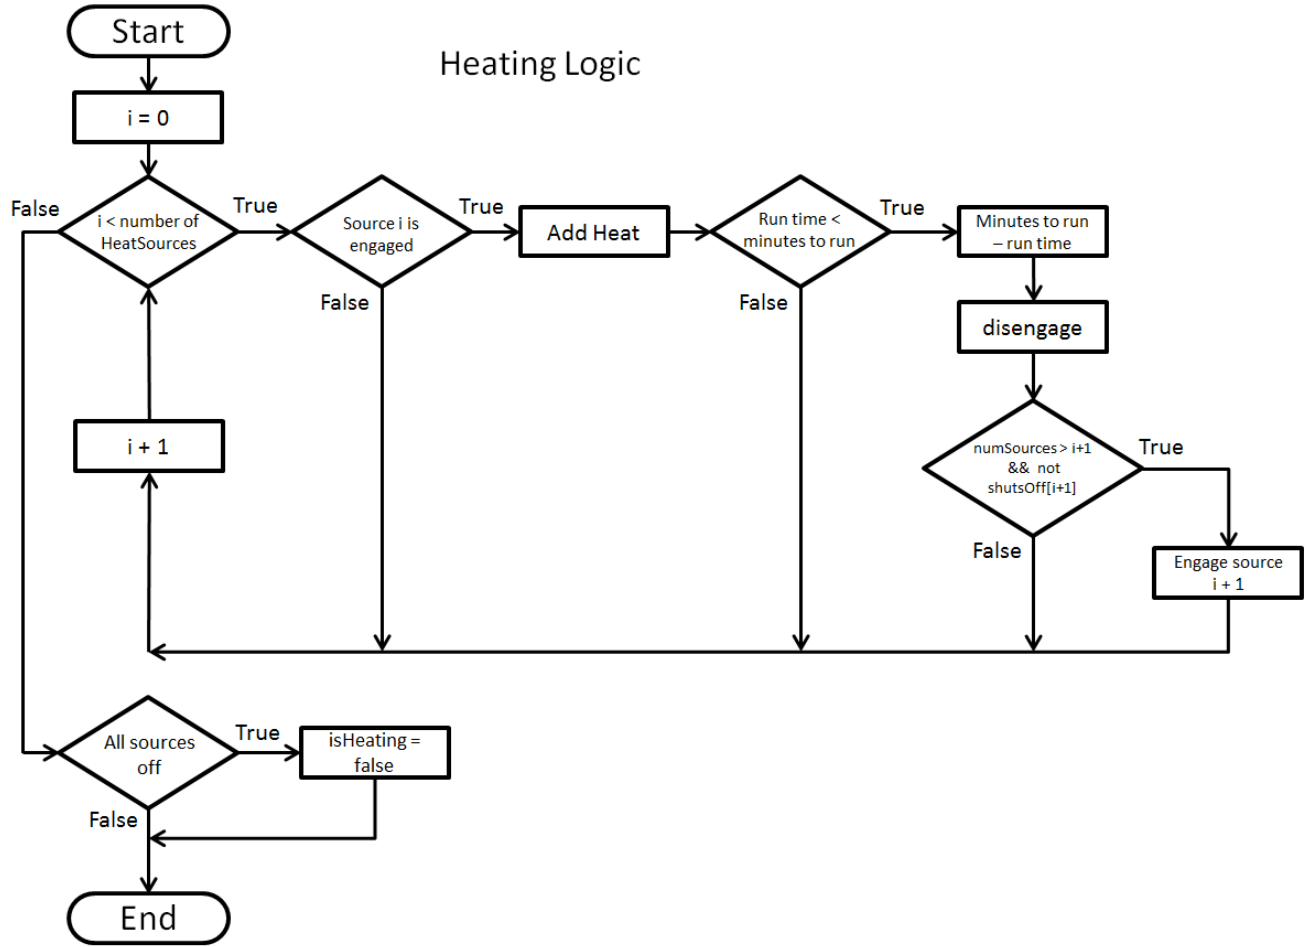 Start
Heating Logic
i = 0
False
i < number of
HeatSources
True
Source i is
engaged
True
False
Add Heat
Run time <
minutes to run
True
False
Minutes to run
– run time
disengage
numSources > i+1
&& not
shutsOff[i+1]
True
False
Engage source
i + 1
i + 1
All sources
off
True
False
isHeating =
false
End